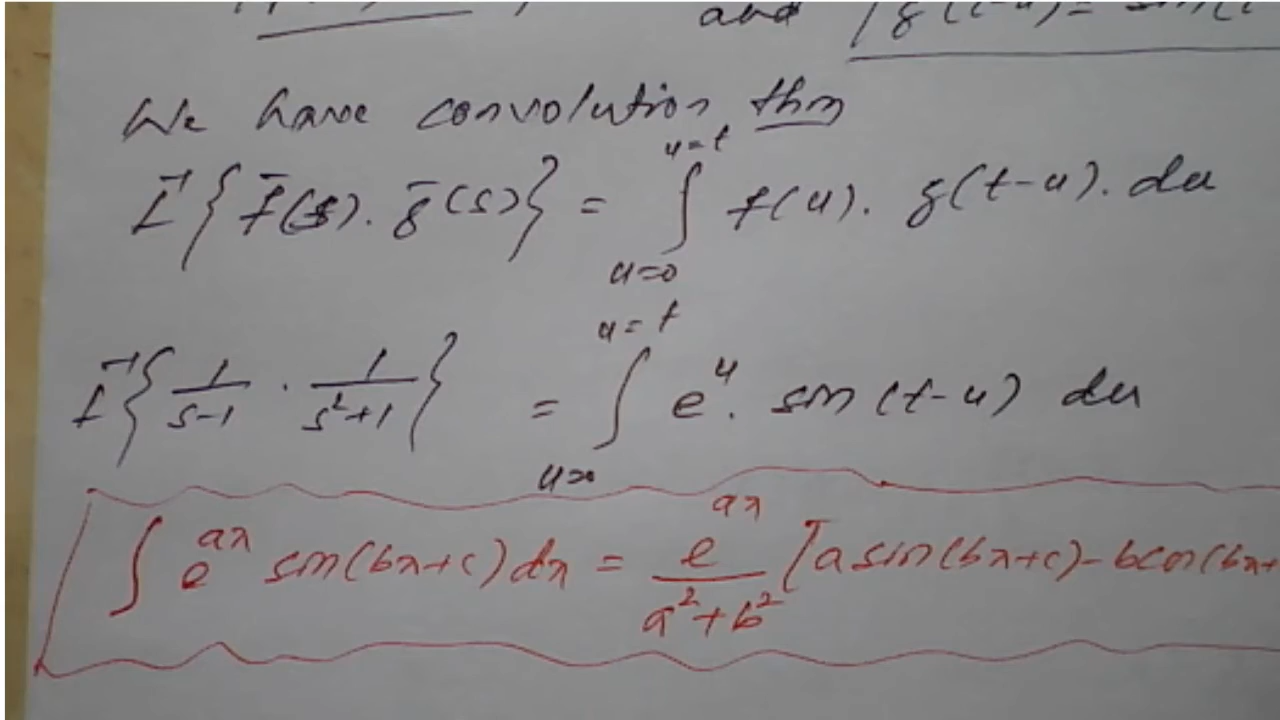 and g(t-u) = sin(t
We have convolution thm
L⁻¹{f̄(s). ḡ(s)} = ∫_{u=0}^{u=t} f(u). g(t-u). du
L⁻¹{1/(s-1) . 1/(s²+1)} = ∫_{u=0}^{u=t} e^u. sin (t-u) du
∫ e^{ax} sin(bx+c) dx = e^{ax}/(a²+b²) [a sin(bx+c) - b cos(bx+